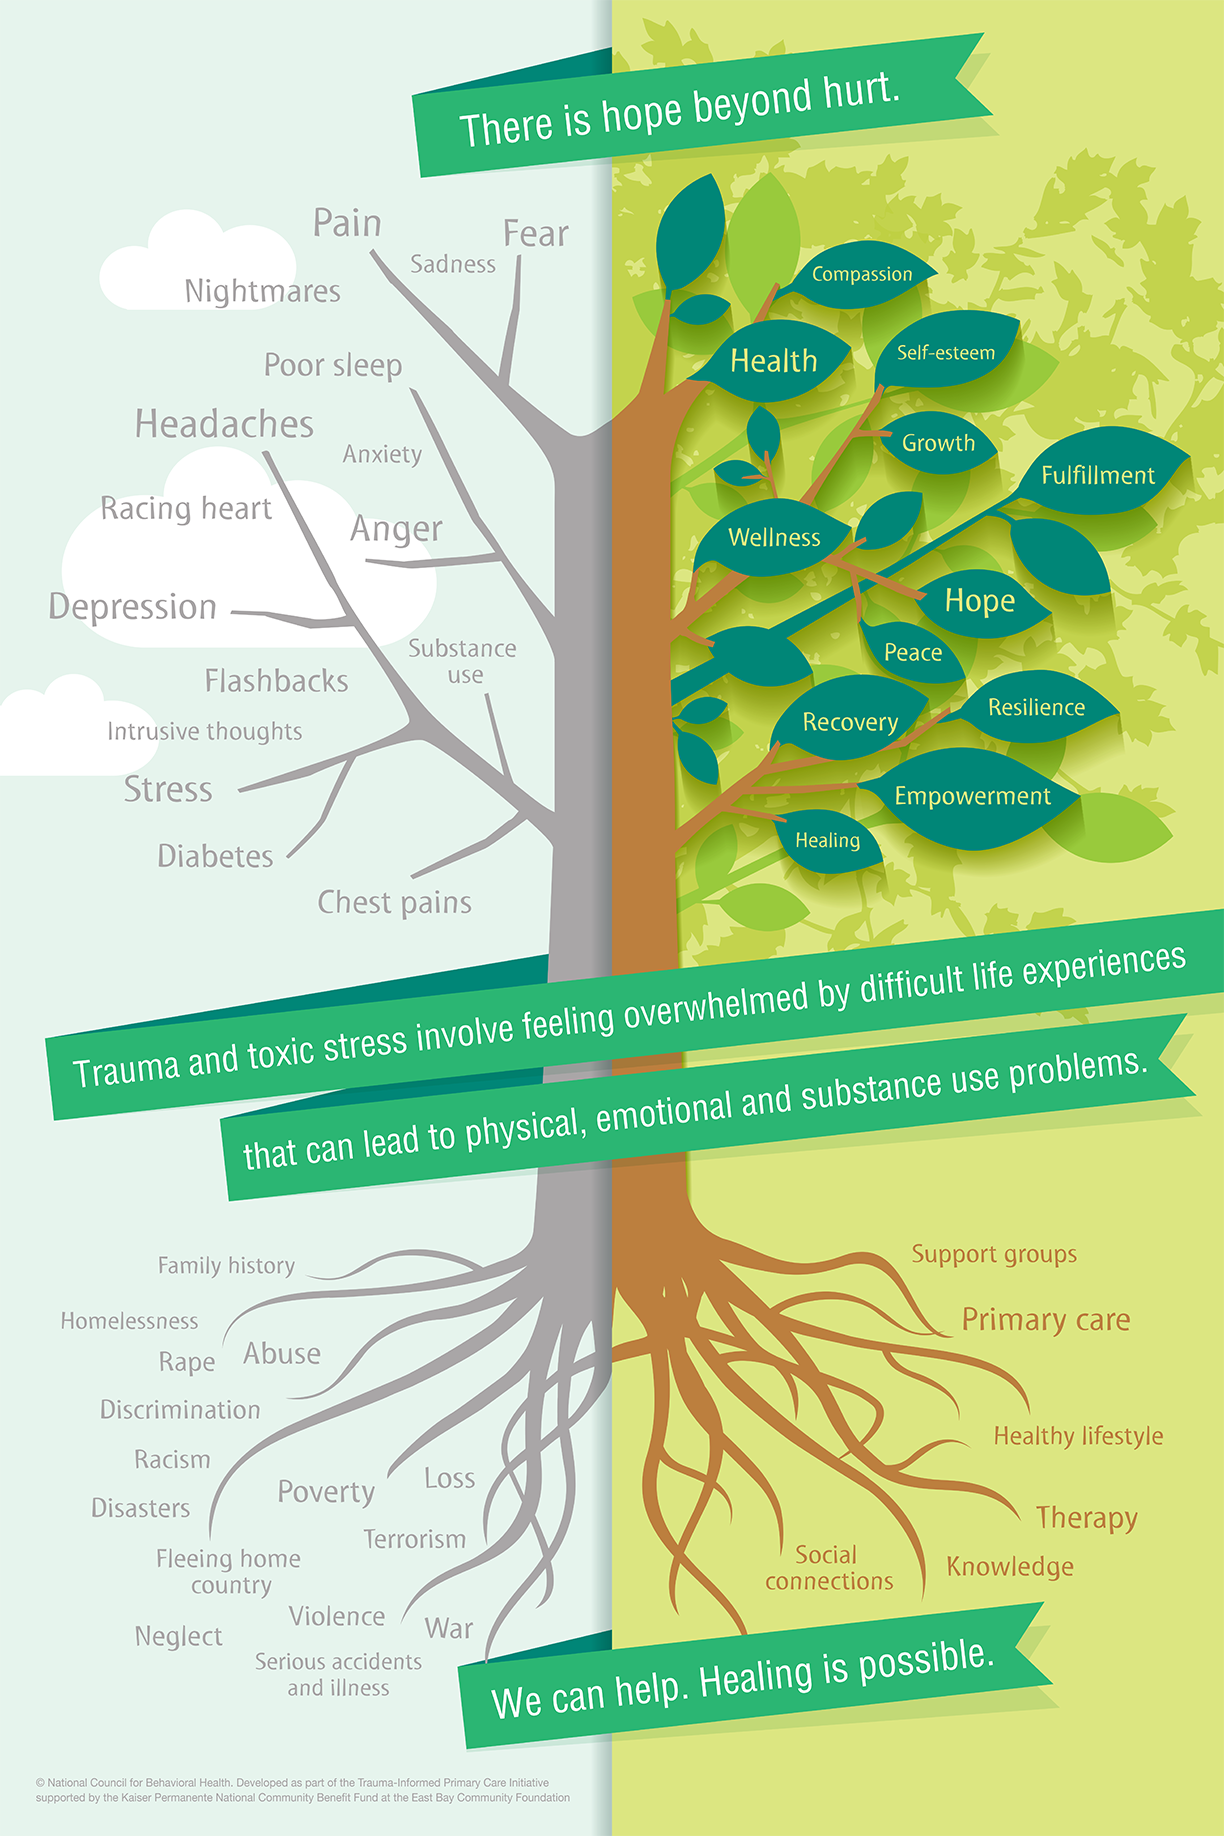 There is hope beyond hurt.
Pain
Fear
Sadness
Nightmares
Poor sleep
Headaches
Anxiety
Racing heart
Anger
Depression
Substance
use
Flashbacks
Intrusive thoughts
Stress
Diabetes
Chest pains
Compassion
Health
Self-esteem
Growth
Fulfillment
Wellness
Hope
Peace
Recovery
Resilience
Empowerment
Healing
Trauma and toxic stress involve feeling overwhelmed by difficult life experiences
that can lead to physical, emotional and substance use problems.
Family history
Homelessness
Rape
Abuse
Discrimination
Racism
Poverty
Loss
Disasters
Terrorism
Fleeing home
country
Violence
War
Neglect
Serious accidents
and illness
Support groups
Primary care
Healthy lifestyle
Therapy
Social
connections
Knowledge
We can help. Healing is possible.
© National Council for Behavioral Health. Developed as part of the Trauma-Informed Primary Care Initiative
supported by the Kaiser Permanente National Community Benefit Fund at the East Bay Community Foundation